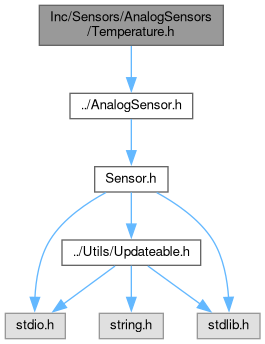 Inc/Sensors/AnalogSensors
/Temperature.h
../AnalogSensor.h
Sensor.h
../Utils/Updateable.h
stdio.h
string.h
stdlib.h